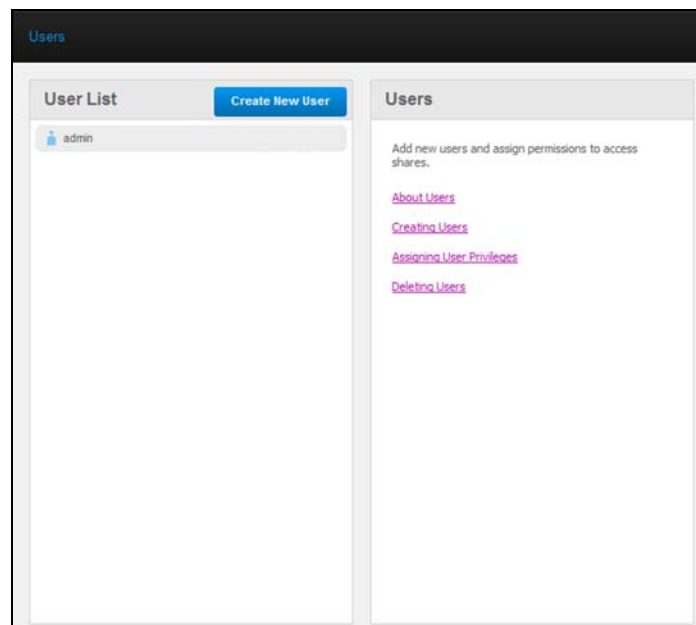 Users
User List
Create New User
admin
Users
Add new users and assign permissions to access
shares.
About Users
Creating Users
Assigning User Privileges
Deleting Users